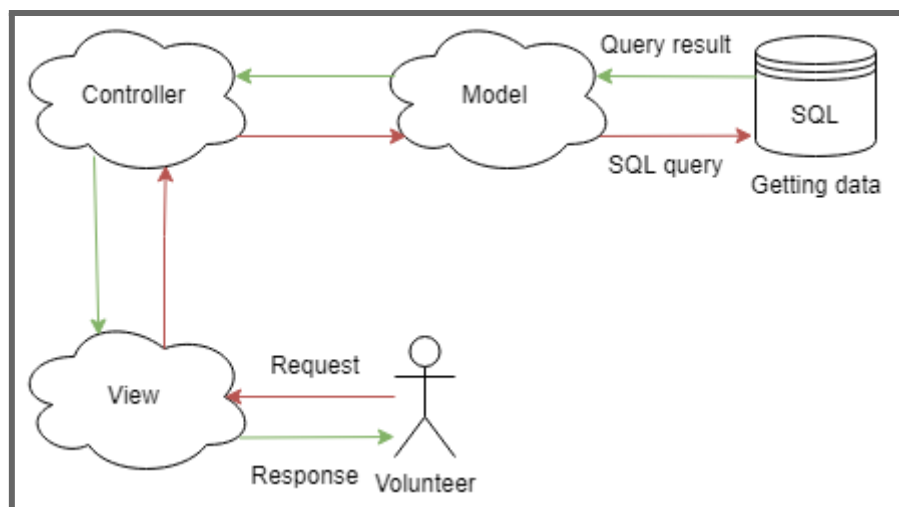 Query result
Controller
Model
SQL
SQL query
Getting data
Request
View
Response
Volunteer